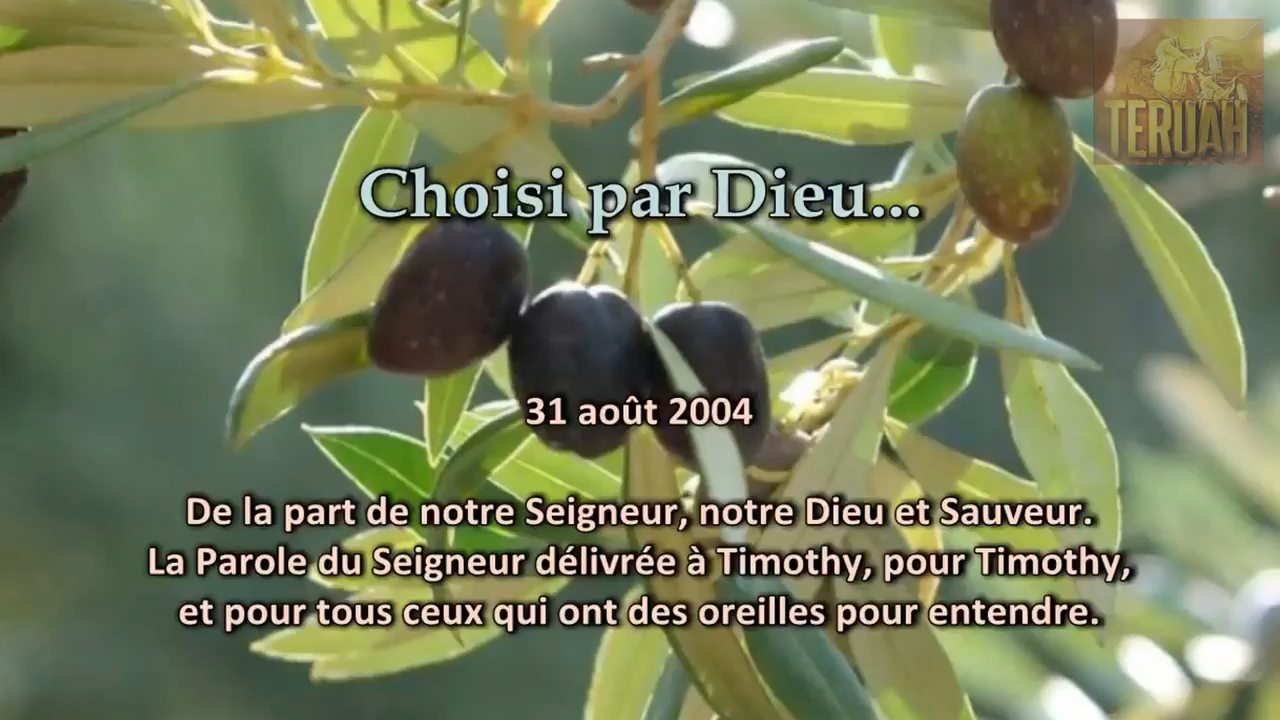 TERUAH
Choisi par Dieu...
31 août 2004
De la part de notre Seigneur, notre Dieu et Sauveur.
La Parole du Seigneur délivrée à Timothy, pour Timothy,
et pour tous ceux qui ont des oreilles pour entendre.